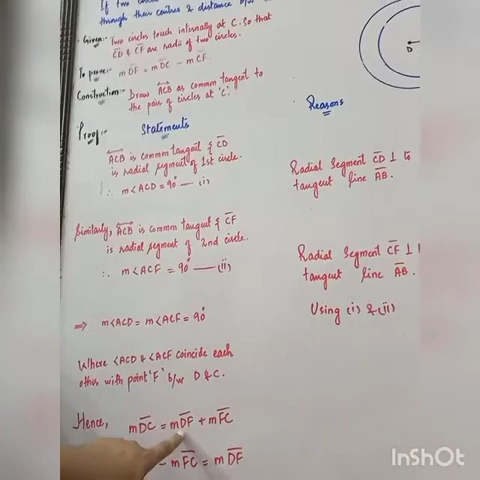 If two
through their centres & distance b/w
Given:- Two circles touch internally at C. So that
CD & CF are radii of two circles.
To prove:- mDF = mDC - mCF.
Construction:- Draw ACB as common tangent to
the pair of circles at 'C'.
D
Proof:- Statements Reasons
ACB is common tangent & CD
is radial segment of 1st circle.
∴ m<ACD = 90° — (i)
Radial Segment CD ⊥ to
tangent line AB.
Similarly, ACB is common tangent & CF
is radial segment of 2nd circle.
∴ m<ACF = 90° — (ii)
Radial Segment CF ⊥
tangent line AB.
⇒ m<ACD = m<ACF = 90°
Using (i) & (ii)
Where <ACD & <ACF coincide each
other with point 'F' b/w D & C.
Hence, mDC = mDF + mFC
- mFC = mDF
InShOt